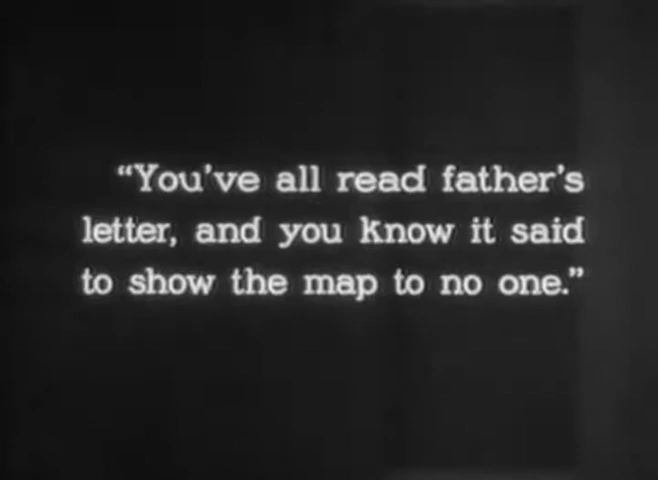 “You’ve all read father’s
letter, and you know it said
to show the map to no one.”